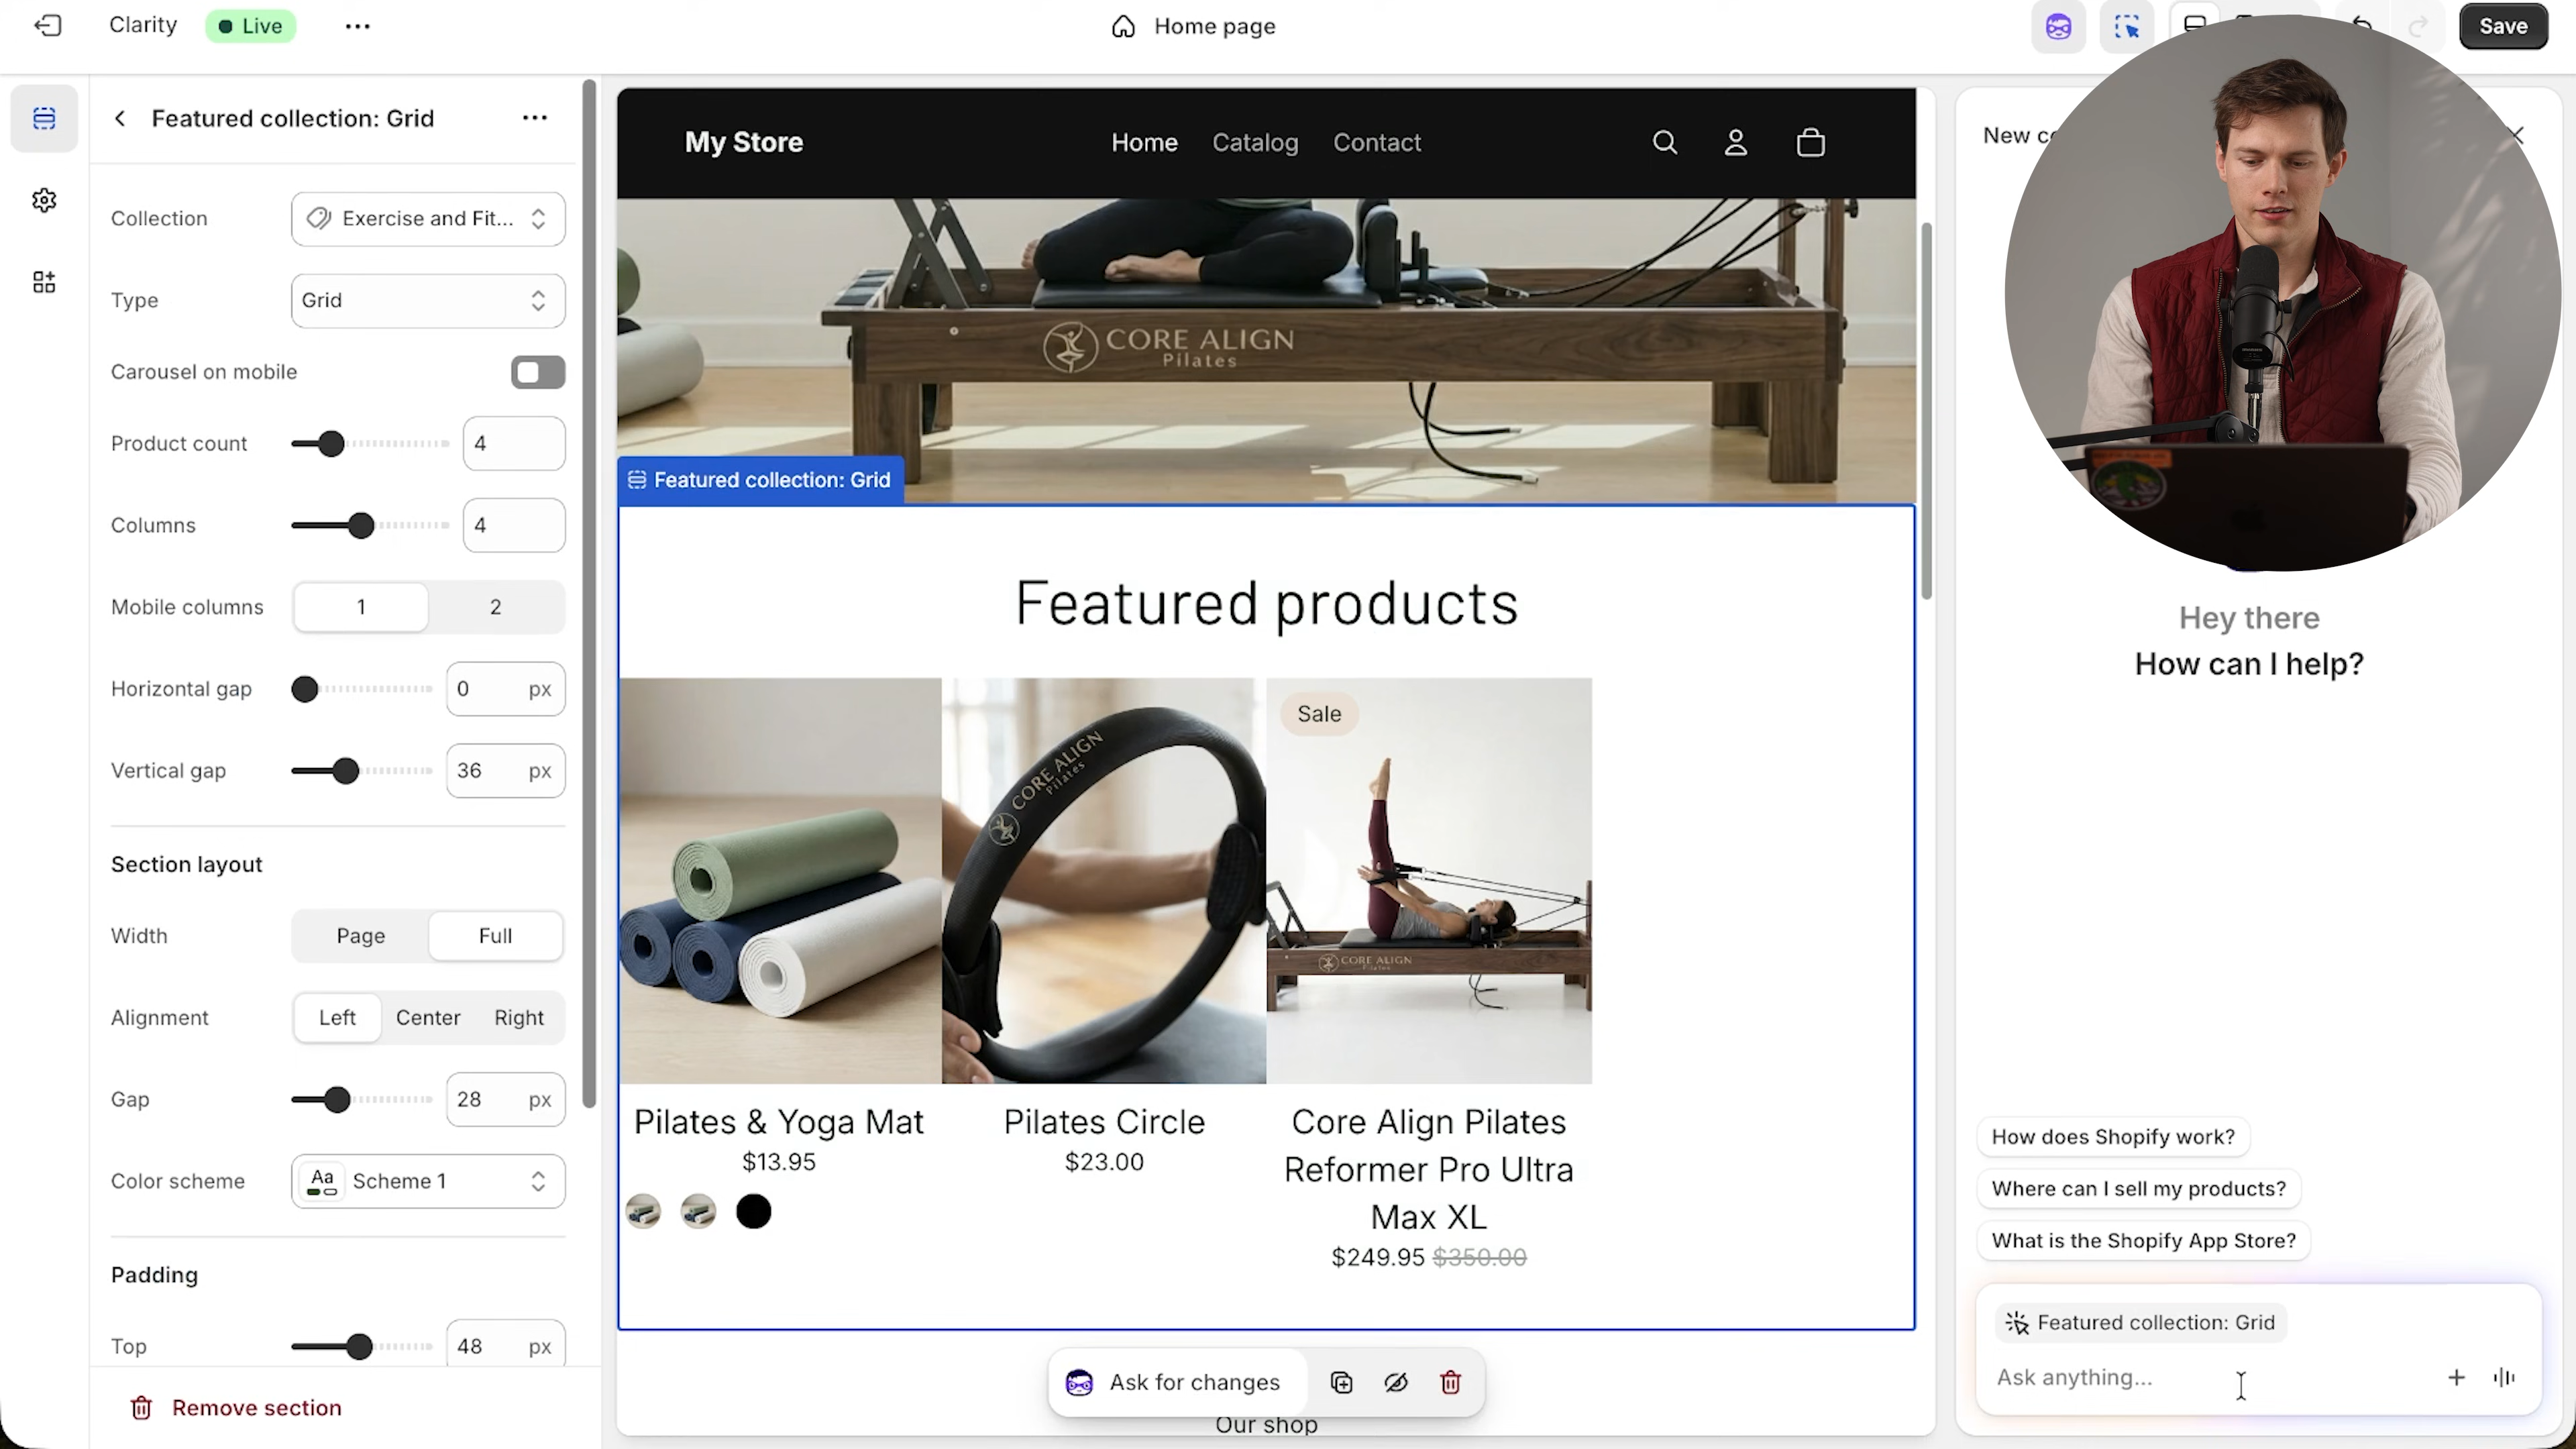 Clarity
Live
Home page
Save
Featured collection: Grid
Collection
Exercise and Fit...
Type
Grid
Carousel on mobile
Product count
4
Columns
4
Mobile columns
1
2
Horizontal gap
0 px
Vertical gap
36 px
Section layout
Width
Page
Full
Alignment
Left
Center
Right
Gap
28 px
Color scheme
Aa
Scheme 1
Padding
Top
48 px
Remove section
My Store
Home
Catalog
Contact
CORE ALIGN
Pilates
Featured collection: Grid
Featured products
CORE ALIGN
Pilates
Sale
CORE ALIGN
Pilates
Pilates & Yoga Mat
$13.95
Pilates Circle
$23.00
Core Align Pilates
Reformer Pro Ultra
Max XL
$249.95 $350.00
Ask for changes
Our shop
Hey there
How can I help?
How does Shopify work?
Where can I sell my products?
What is the Shopify App Store?
Featured collection: Grid
Ask anything...